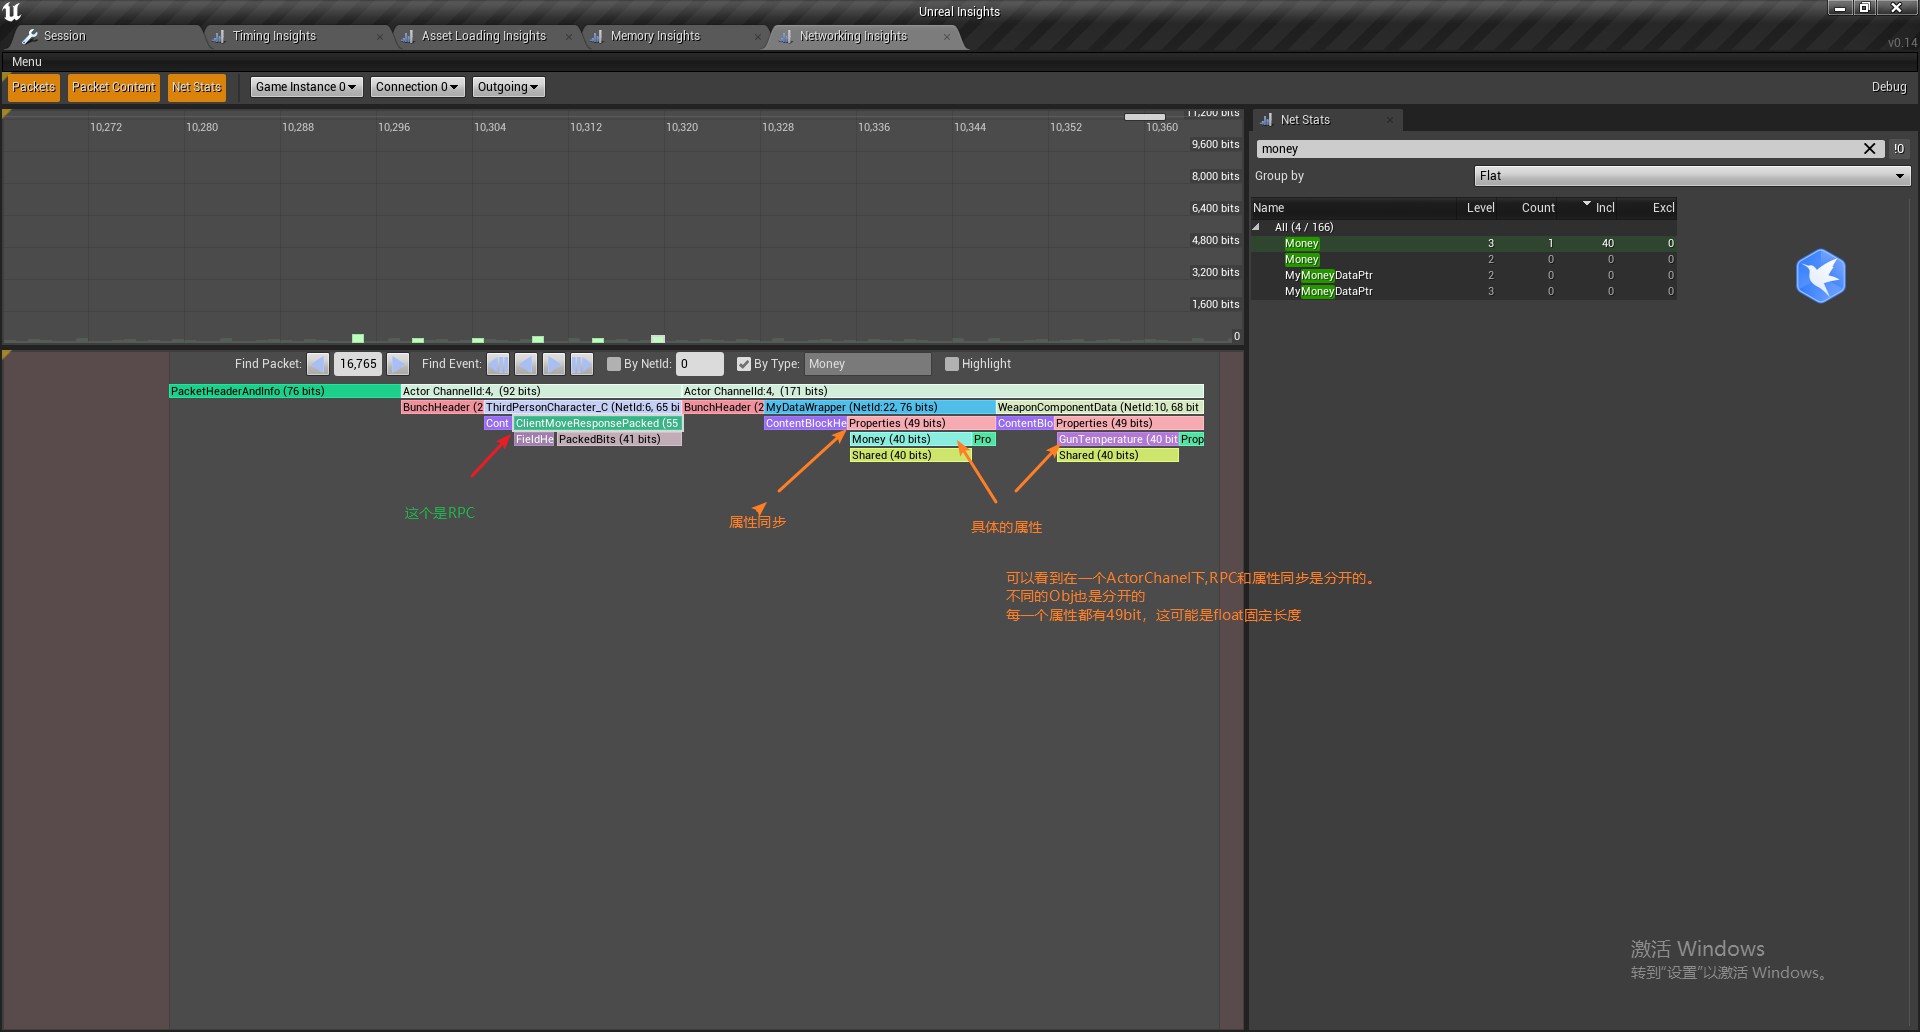 Unreal Insights
Session
Timing Insights
Asset Loading Insights
Memory Insights
Networking Insights
v0.14
Menu
Packets
Packet Content
Net Stats
Game Instance 0
Connection 0
Outgoing
Debug
10,272
10,280
10,288
10,296
10,304
10,312
10,320
10,328
10,336
10,344
10,352
10,360
11,200 bits
9,600 bits
8,000 bits
6,400 bits
4,800 bits
3,200 bits
1,600 bits
0
Find Packet:
16,765
Find Event:
By NetId:
0
By Type:
Money
Highlight
PacketHeaderAndInfo (76 bits)
Actor ChannelId:4, (92 bits)
Actor ChannelId:4, (171 bits)
BunchHeader (2
ThirdPersonCharacter_C (NetId:6, 65 bi
BunchHeader (2
MyDataWrapper (NetId:22, 76 bits)
WeaponComponentData (NetId:10, 68 bit
Cont
ClientMoveResponsePacked (55
ContentBlockHe
Properties (49 bits)
ContentBlo
Properties (49 bits)
FieldHe
PackedBits (41 bits)
Money (40 bits)
Pro
GunTemperature (40 bit
Prop
Shared (40 bits)
Shared (40 bits)
这个是RPC
属性同步
具体的属性
可以看到在一个ActorChanel下,RPC和属性同步是分开的。
不同的Obj也是分开的
每一个属性都有49bit，这可能是float固定长度
Net Stats
money
!0
Group by
Flat
Name Level Count Incl Excl
All (4 / 166)
Money 3 1 40 0
Money 2 0 0 0
MyMoneyDataPtr 2 0 0 0
MyMoneyDataPtr 3 0 0 0
激活 Windows
转到"设置"以激活 Windows。